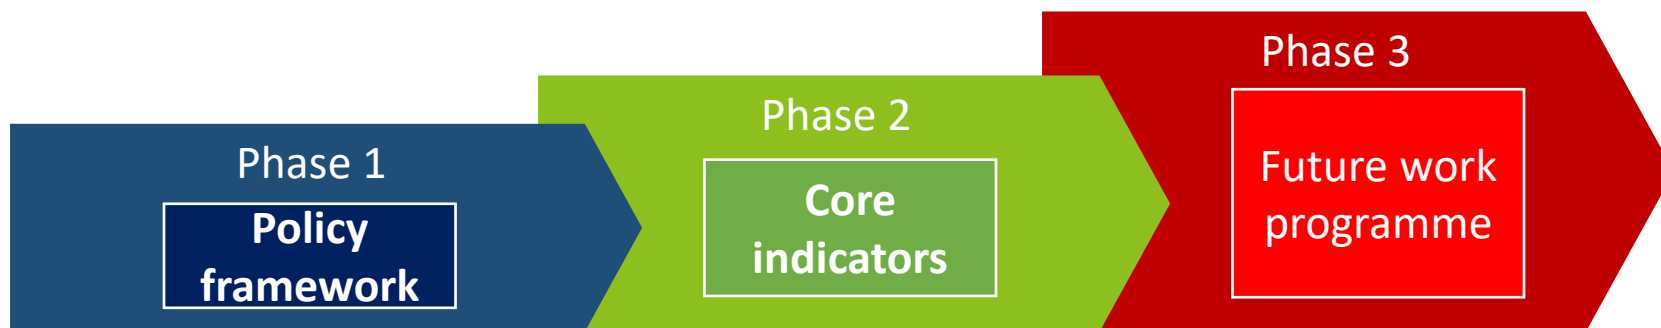 Phase 1
Policy
framework
Phase 2
Core
indicators
Phase 3
Future work
programme